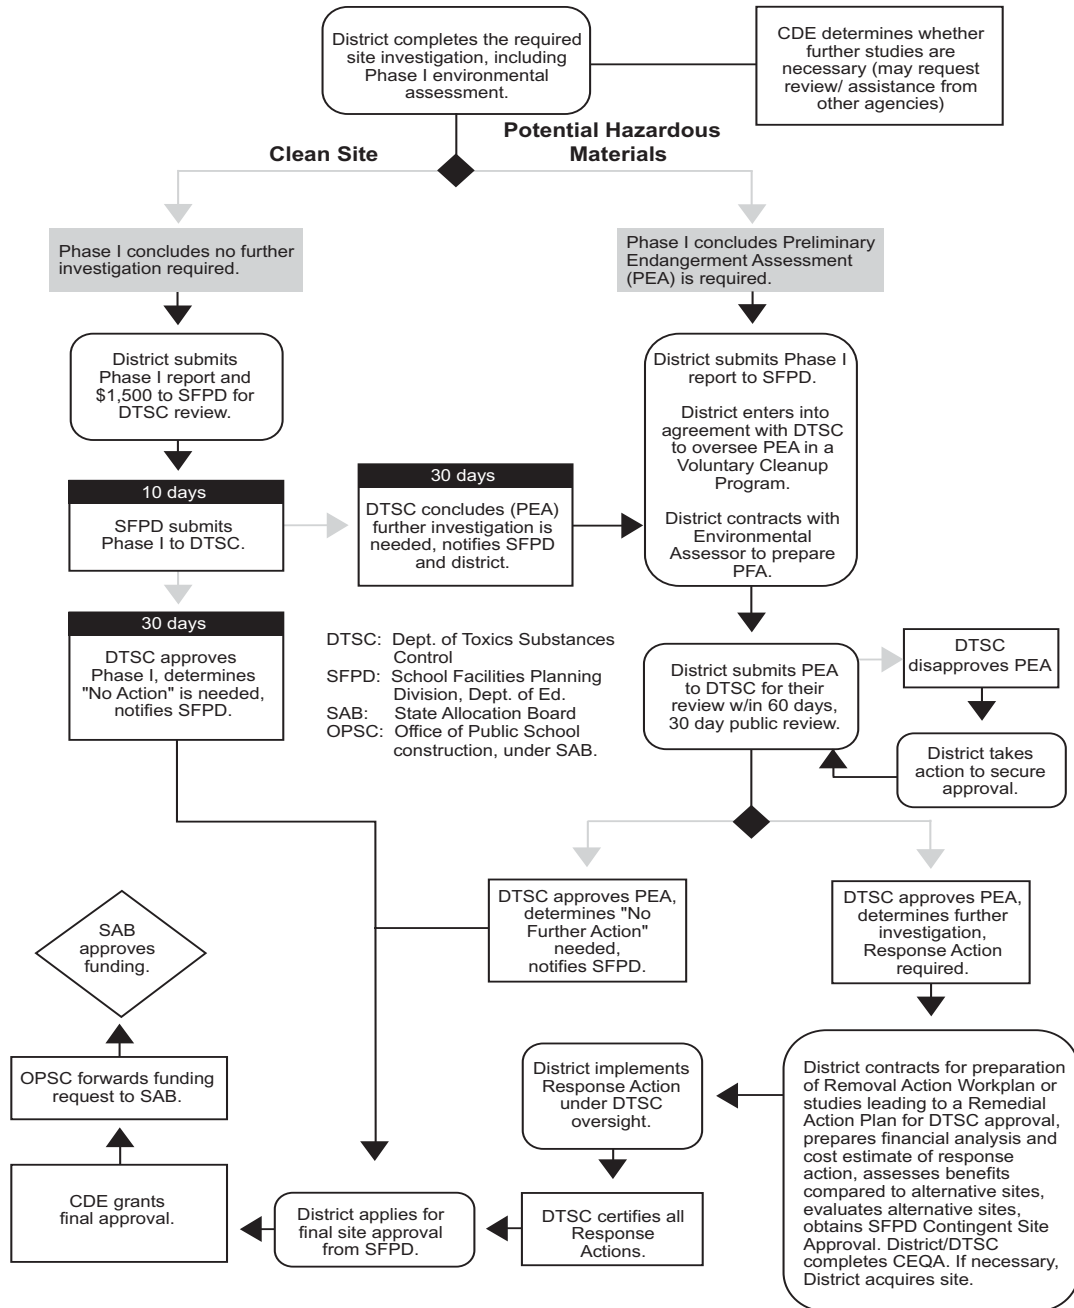 District completes the required
site investigation, including
Phase I environmental
assessment.
CDE determines whether
further studies are
necessary (may request
review/ assistance from
other agencies)
Clean Site
Potential Hazardous
Materials
Phase I concludes no further
investigation required.
Phase I concludes Preliminary
Endangerment Assessment
(PEA) is required.
District submits
Phase I report and
$1,500 to SFPD for
DTSC review.
District submits Phase I
report to SFPD.
District enters into
agreement with DTSC
to oversee PEA in a
Voluntary Cleanup
Program.
District contracts with
Environmental
Assessor to prepare
PFA.
10 days
SFPD submits
Phase I to DTSC.
30 days
DTSC concludes (PEA)
further investigation is
needed, notifies SFPD
and district.
30 days
DTSC approves
Phase I, determines
"No Action" is needed,
notifies SFPD.
DTSC: Dept. of Toxics Substances
Control
SFPD: School Facilities Planning
Division, Dept. of Ed.
SAB: State Allocation Board
OPSC: Office of Public School
construction, under SAB.
District submits PEA
to DTSC for their
review w/in 60 days,
30 day public review.
DTSC
disapproves PEA
District takes
action to secure
approval.
DTSC approves PEA,
determines "No
Further Action"
needed,
notifies SFPD.
DTSC approves PEA,
determines further
investigation,
Response Action
required.
SAB
approves
funding.
OPSC forwards funding
request to SAB.
CDE grants
final approval.
District applies for
final site approval
from SFPD.
District implements
Response Action
under DTSC
oversight.
DTSC certifies all
Response
Actions.
District contracts for preparation
of Removal Action Workplan or
studies leading to a Remedial
Action Plan for DTSC approval,
prepares financial analysis and
cost estimate of response
action, assesses benefits
compared to alternative sites,
evaluates alternative sites,
obtains SFPD Contingent Site
Approval. District/DTSC
completes CEQA. If necessary,
District acquires site.